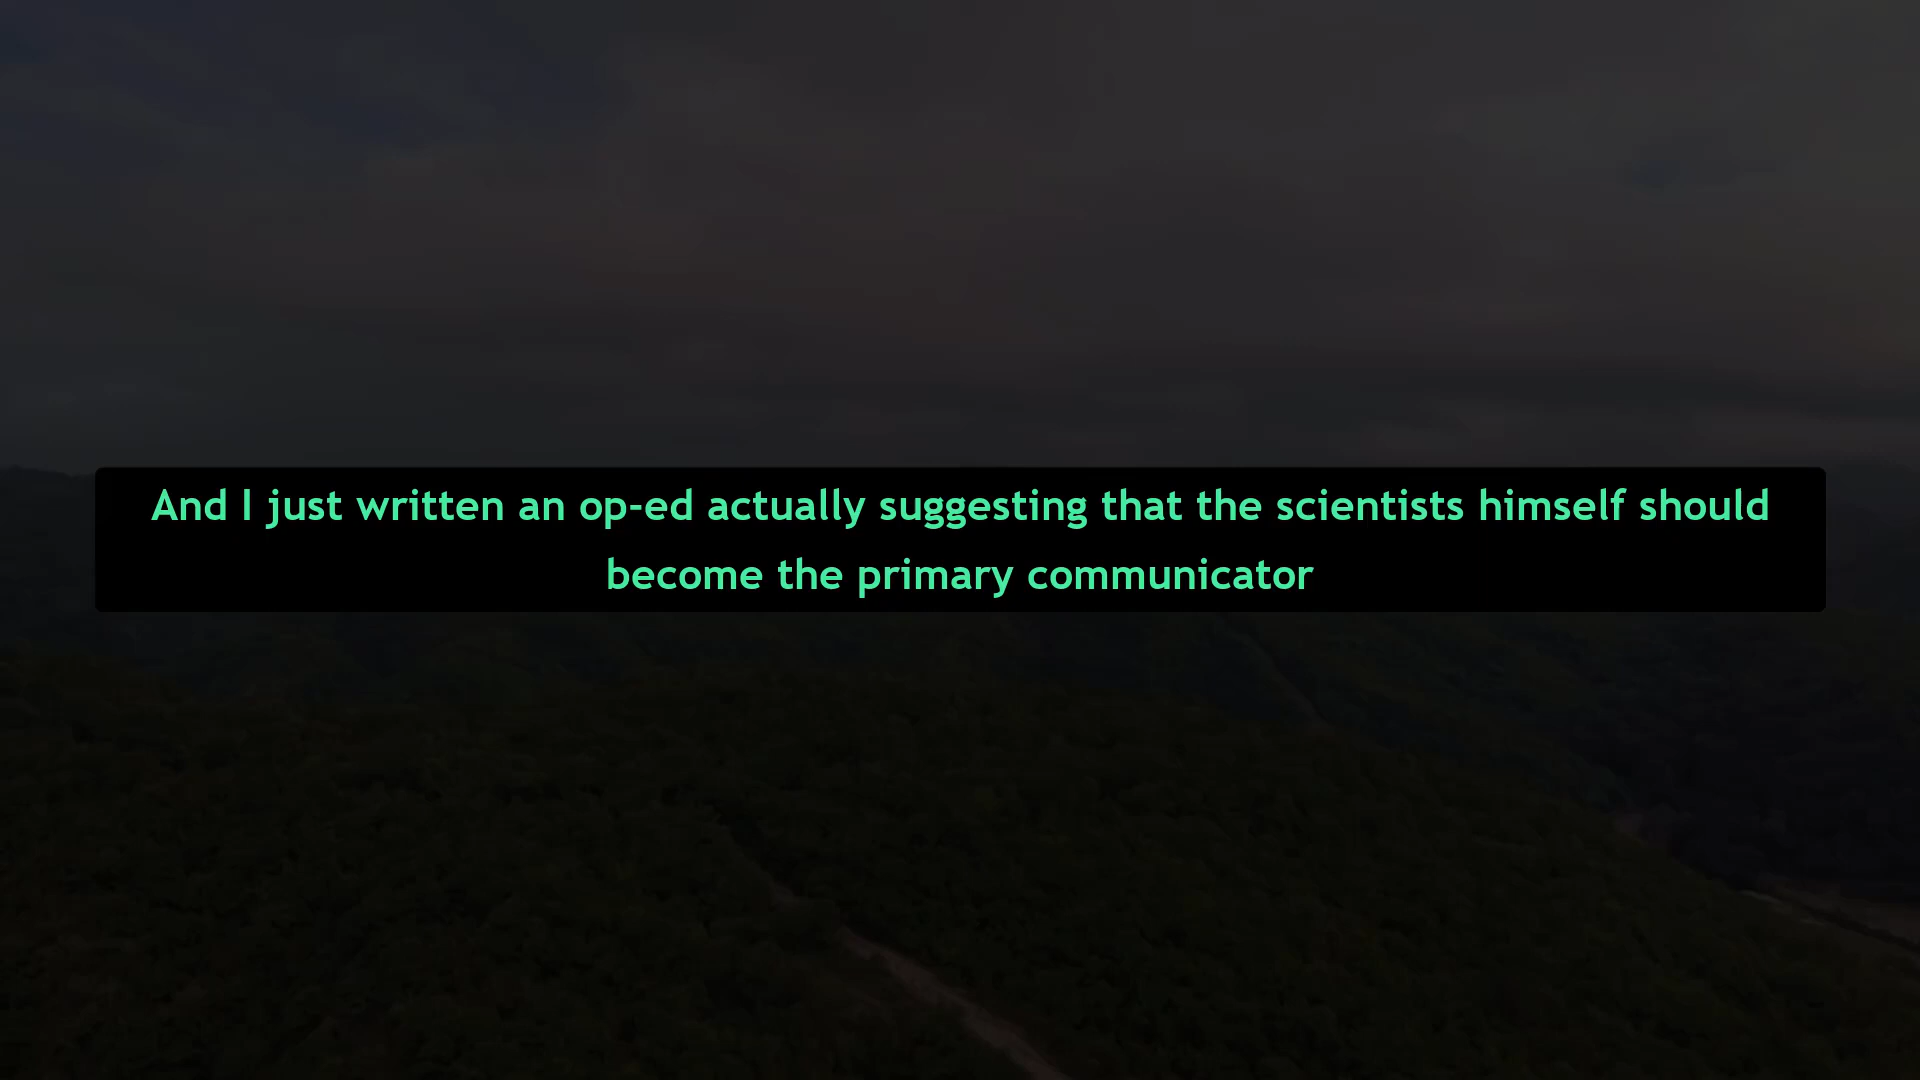 And I just written an op-ed actually suggesting that the scientists himself should
become the primary communicator